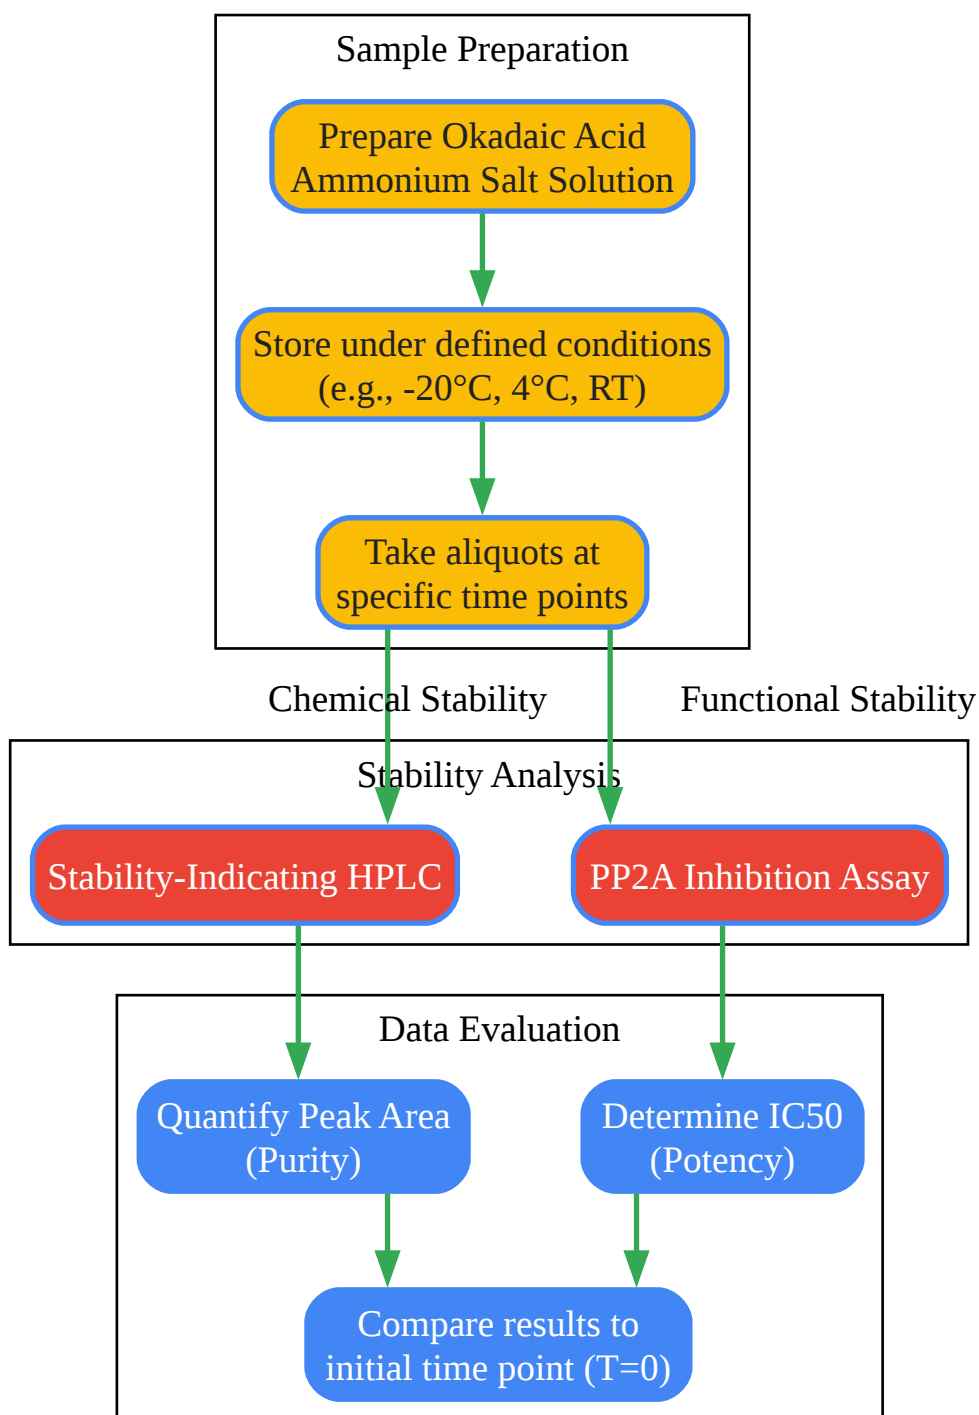 Sample Preparation
Prepare Okadaic Acid
Ammonium Salt Solution
Store under defined conditions
(e.g., -20°C, 4°C, RT)
Take aliquots at
specific time points
Chemical Stability
Functional Stability
Stability Analysis
Stability-Indicating HPLC
PP2A Inhibition Assay
Data Evaluation
Quantify Peak Area
(Purity)
Determine IC50
(Potency)
Compare results to
initial time point (T=0)